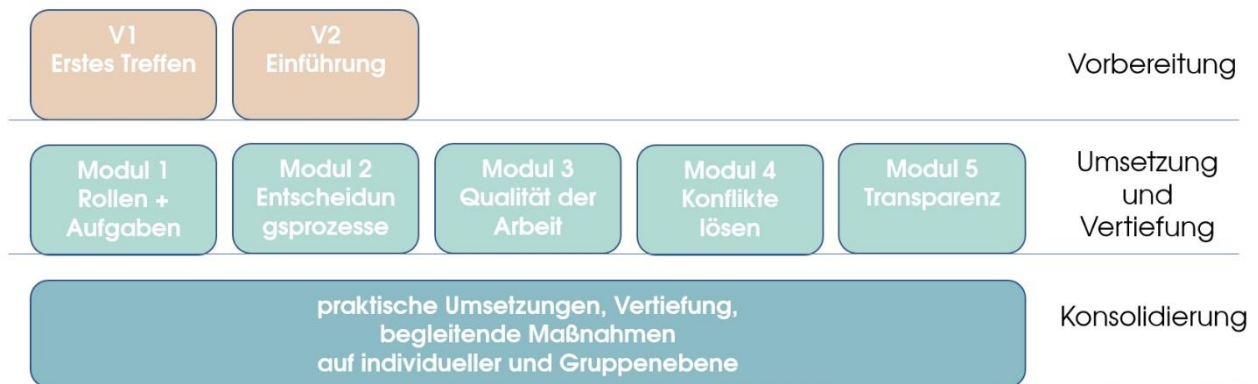 V1
Erstes Treffen
V2
Einführung
Vorbereitung
Modul 1
Rollen +
Aufgaben
Modul 2
Entscheidun
gsprozesse
Modul 3
Qualität der
Arbeit
Modul 4
Konflikte
lösen
Modul 5
Transparenz
Umsetzung
und
Vertiefung
praktische Umsetzungen, Vertiefung,
begleitende Maßnahmen
auf individueller und Gruppenebene
Konsolidierung